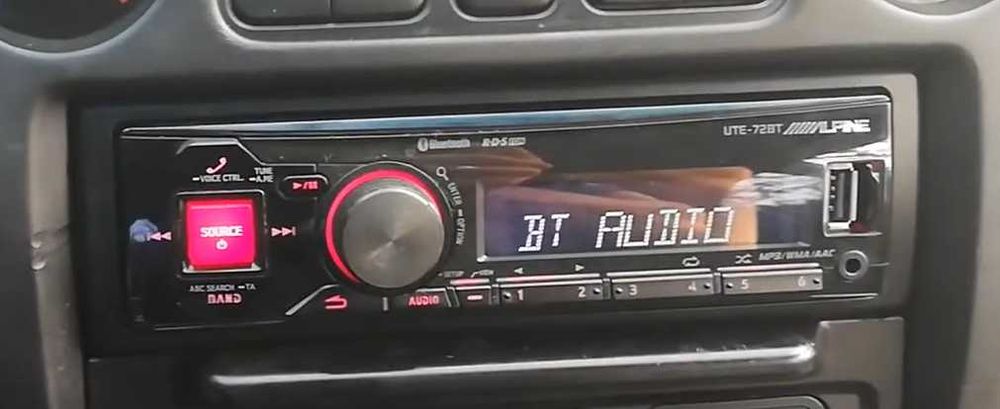 UTE-72BT ALPINE
Bluetooth R·D·S
VOICE CTRL. TUNE
A.ME
ENTER OPTION
SOURCE
BT AUDIO
ABC SEARCH TA
BAND
AUDIO
SETUP VIEW
MP3/WMA/AAC
1 2 3 4 5 6